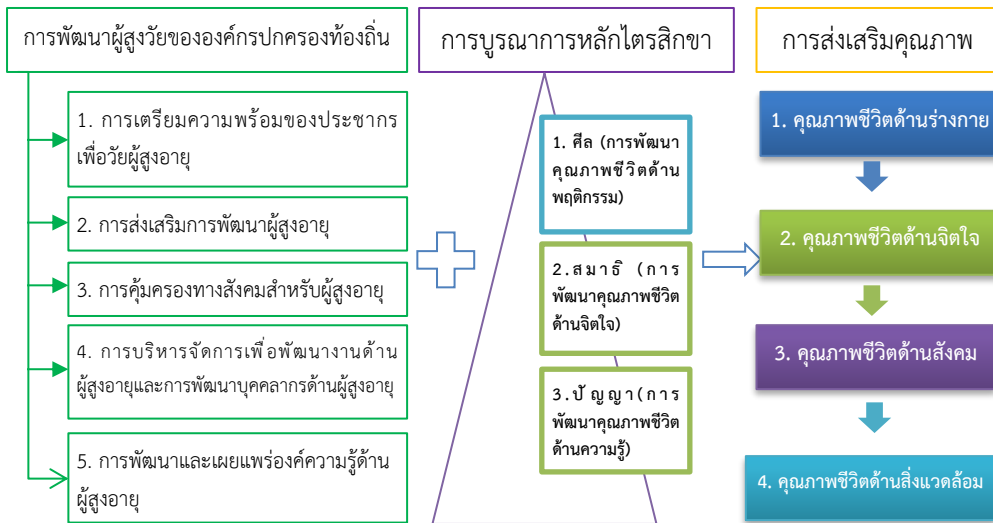 การพัฒนาผู้สูงวัยขององค์กรปกครองท้องถิ่น
1. การเตรียมความพร้อมของประชากร
เพื่อวัยผู้สูงอายุ
2. การส่งเสริมการพัฒนาผู้สูงอายุ
3. การคุ้มครองทางสังคมสำหรับผู้สูงอายุ
4. การบริหารจัดการเพื่อพัฒนางานด้าน
ผู้สูงอายุและการพัฒนาบุคคลากรด้านผู้สูงอายุ
5. การพัฒนาและเผยแพร่องค์ความรู้ด้าน
ผู้สูงอายุ
การบูรณาการหลักไตรสิกขา
1. ศีล (การพัฒนา
คุณภาพชีวิตด้าน
พฤติกรรม)
2.สมาธิ (การ
พัฒนาคุณภาพชีวิต
ด้านจิตใจ)
3.ปัญญา(การ
พัฒนาคุณภาพชีวิต
ด้านความรู้)
การส่งเสริมคุณภาพ
1. คุณภาพชีวิตด้านร่างกาย
2. คุณภาพชีวิตด้านจิตใจ
3. คุณภาพชีวิตด้านสังคม
4. คุณภาพชีวิตด้านสิ่งแวดล้อม